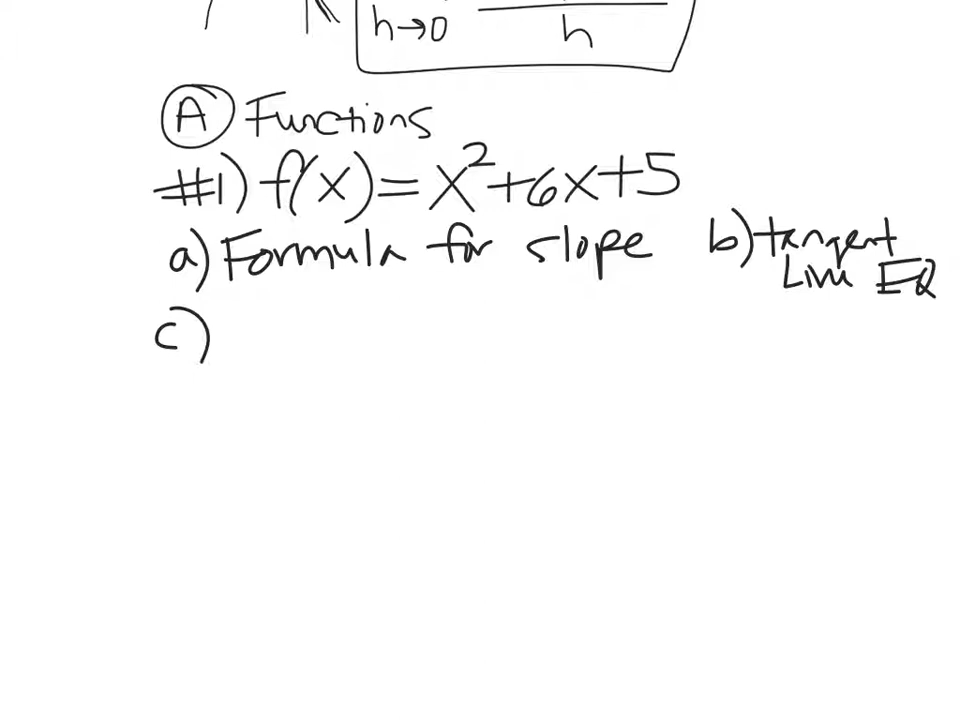 h→0 h
Ⓐ Functions
#1) f(x)=x²+6x+5
a) Formula for slope b) tangent
Line EQ
c)